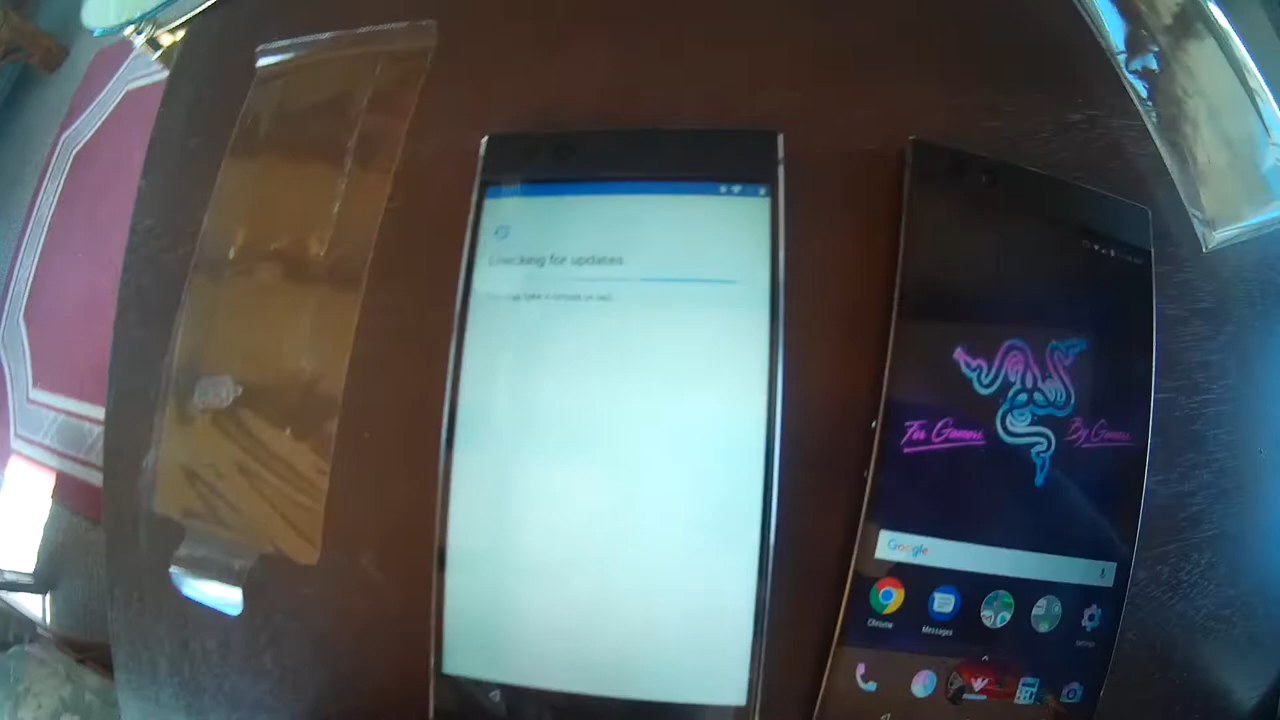 Checking for updates
For Gamers
By Gamers
Google
Chrome
Messages